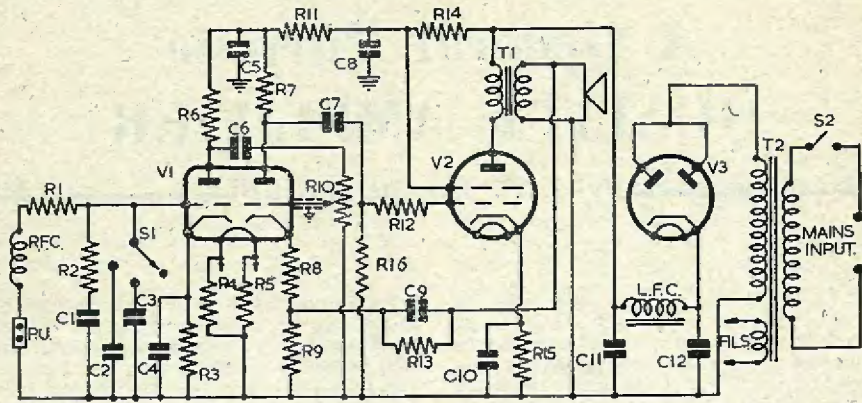 R11
R14
C5
C8
T1
R7
R6
C7
C6
V1
R10
V2
V3
T2
S2
R1
R12
MAINS
INPUT.
R.F.C.
S1
R2
R4
R5
R8
R16
C9
L.F.C.
P.U.
C1
C3
C2
C4
R3
R9
R13
C10
R15
C11
C12
FILS.